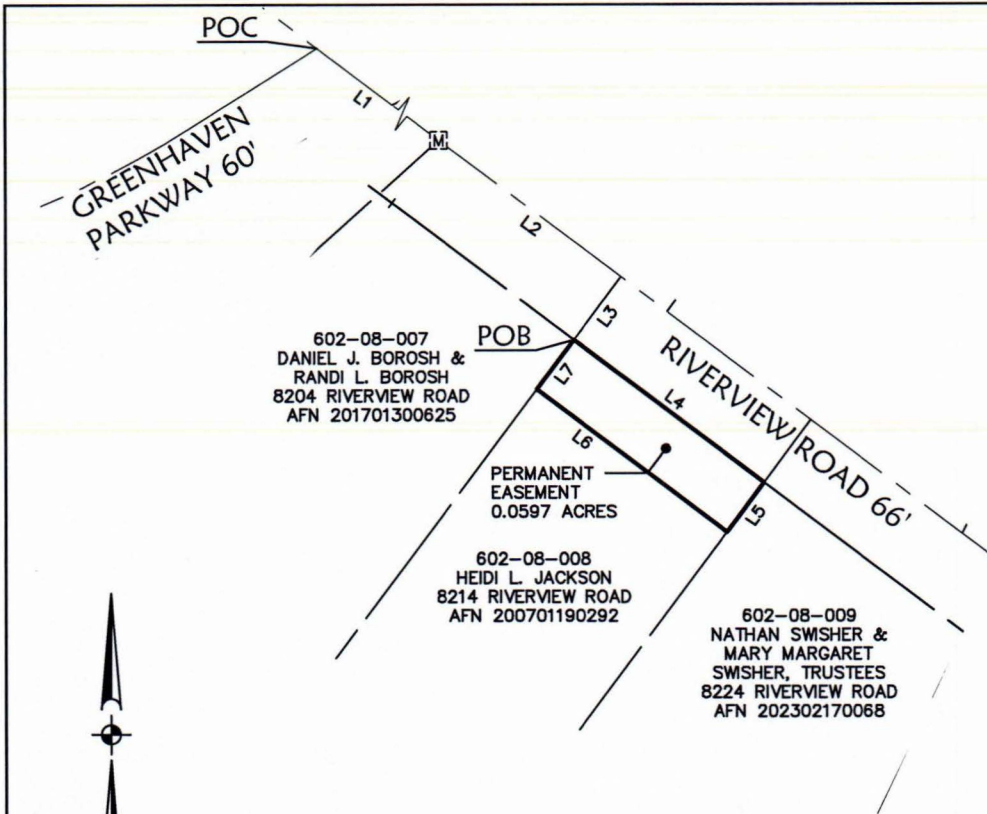 POC
L1
GREENHAVEN
PARKWAY 60'
M
L2
L3
602-08-007
DANIEL J. BOROSH &
RANDI L. BOROSH
8204 RIVERVIEW ROAD
AFN 201701300625
POB
L7
L4
RIVERVIEW ROAD 66'
L6
PERMANENT
EASEMENT
0.0597 ACRES
L5
602-08-008
HEIDI L. JACKSON
8214 RIVERVIEW ROAD
AFN 200701190292
602-08-009
NATHAN SWISHER &
MARY MARGARET
SWISHER, TRUSTEES
8224 RIVERVIEW ROAD
AFN 202302170068